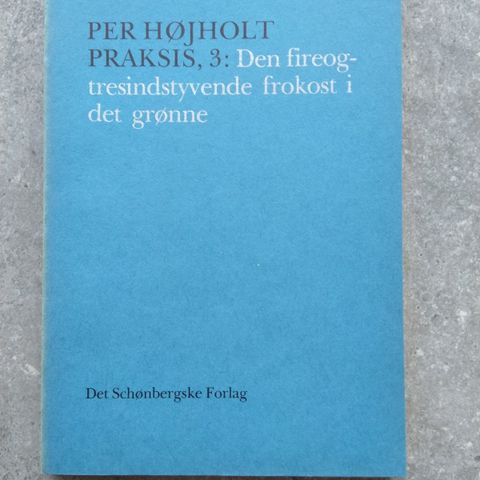 PER HØJHOLT
PRAKSIS, 3: Den fireog-
tresindstyvende frokost i
det grønne
Det Schønbergske Forlag